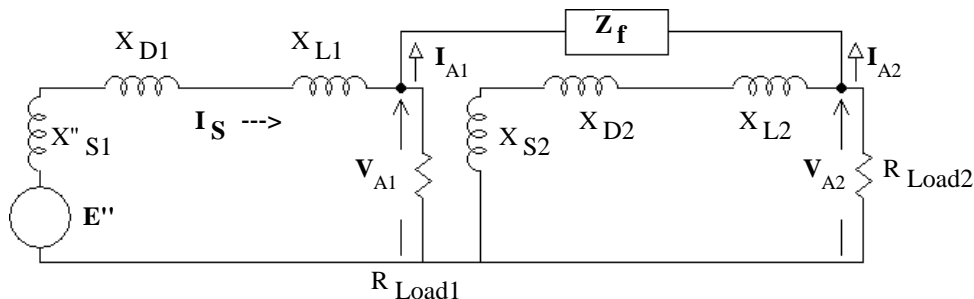 Z f
X D1
X L1
I A1
I A2
I S --->
X" S1
X S2
X D2
X L2
V A1
V A2
R Load2
E"
R Load1